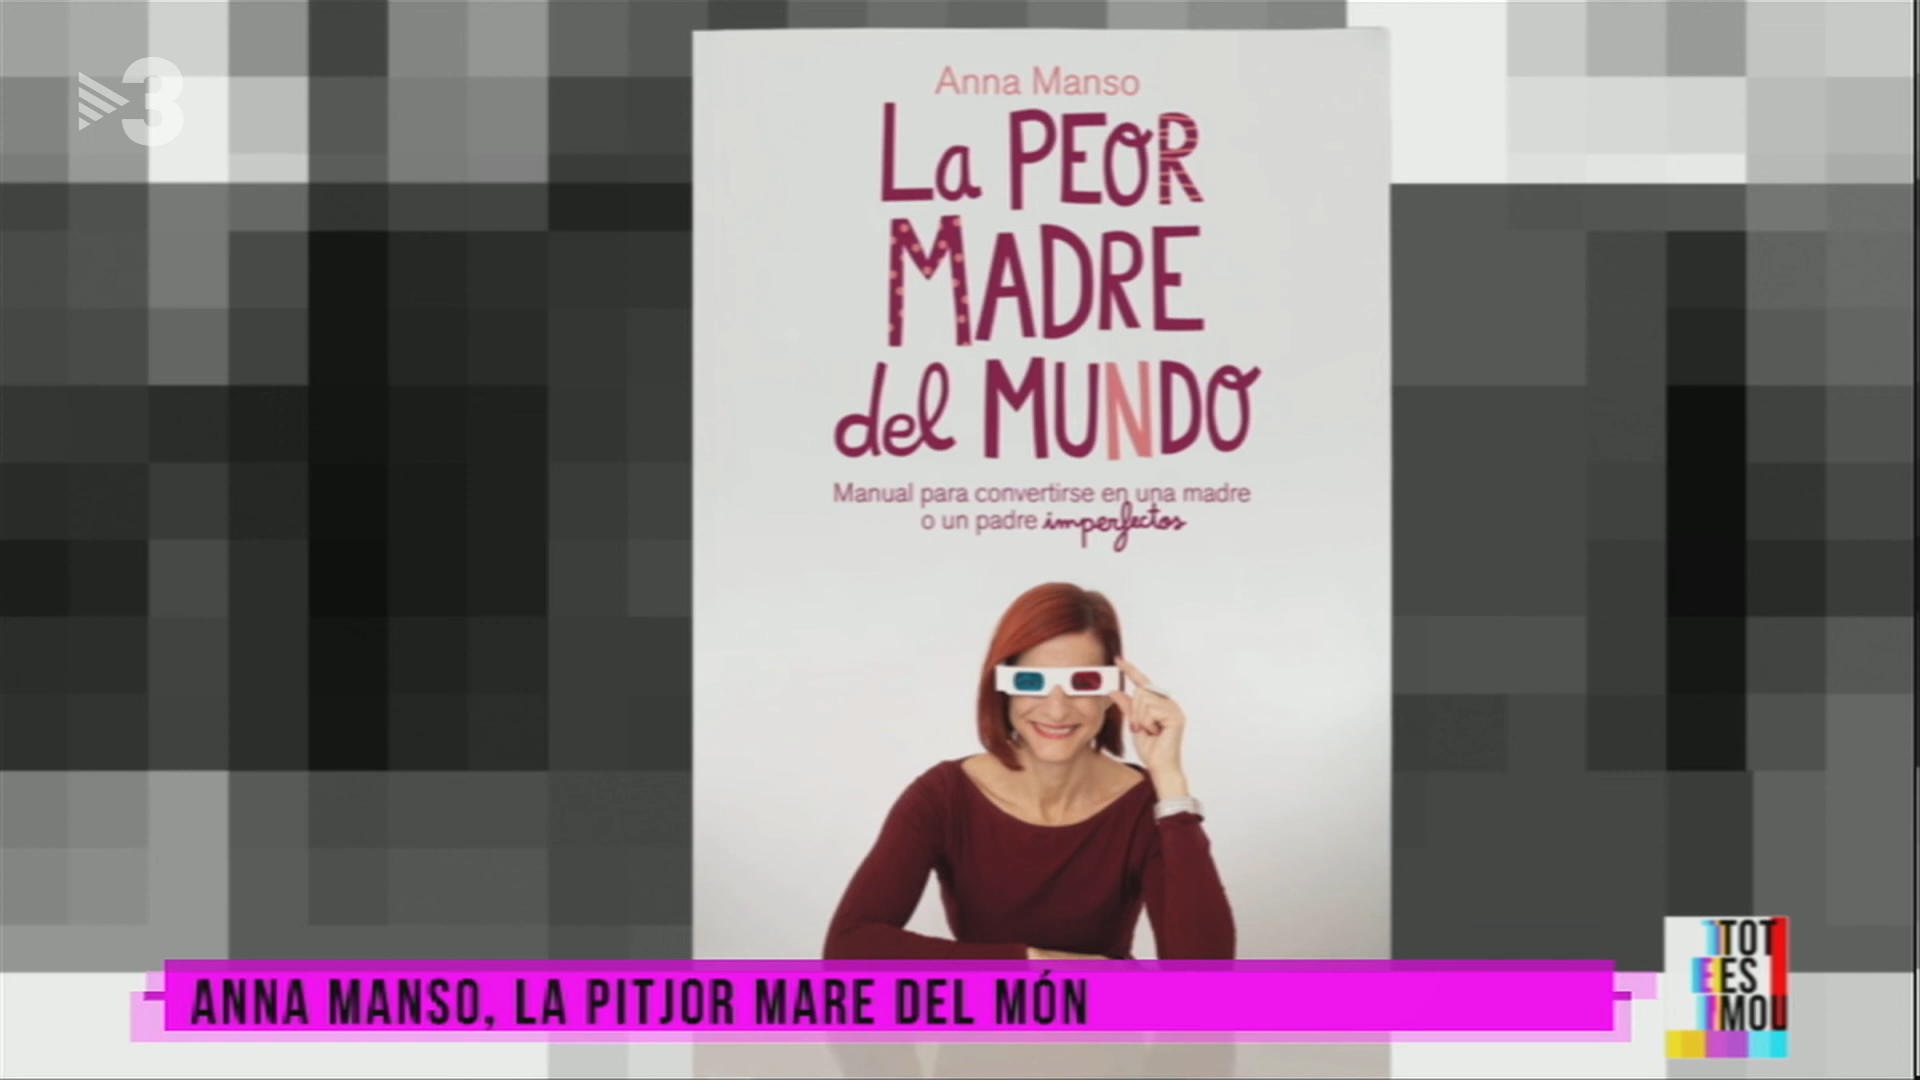 3
Anna Manso
La PEOR
MADRE
del MUNDO
Manual para convertirse en una madre
o un padre imperfectos
ANNA MANSO, LA PITJOR MARE DEL MÓN
TOT
ES
MOU